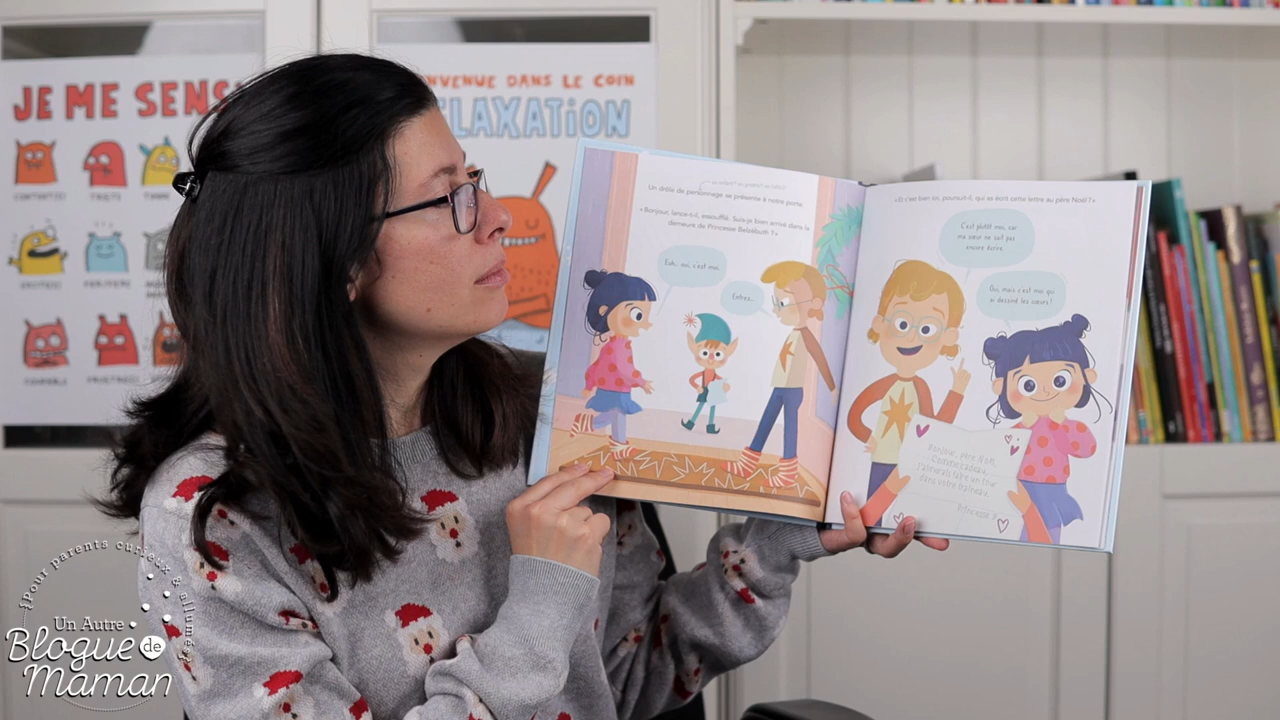 JE ME SENS
CONTENT(E)
TRISTE
BIENVENUE DANS LE COIN
RELAXATION
Un drôle de personnage se présente à notre porte.
« Bonjour, lance-t-il, essoufflé. Suis-je bien arrivé dans la
demeure de Princesse Belzébuth ? »
Euh... oui, c'est moi.
Entrez...
« Et c'est bien toi, poursuit-il, qui as écrit cette lettre au père Noël ? »
C'est plutôt moi, car
ma sœur ne sait pas
encore écrire.
Oui, mais c'est moi qui
ai dessiné les cœurs !
Bonjour, père Noël,
Comme cadeau,
j'aimerais faire un tour
dans votre traîneau.
Princesse B.
Pour parents curieux & allumés
Un Autre
Blogue de
Maman